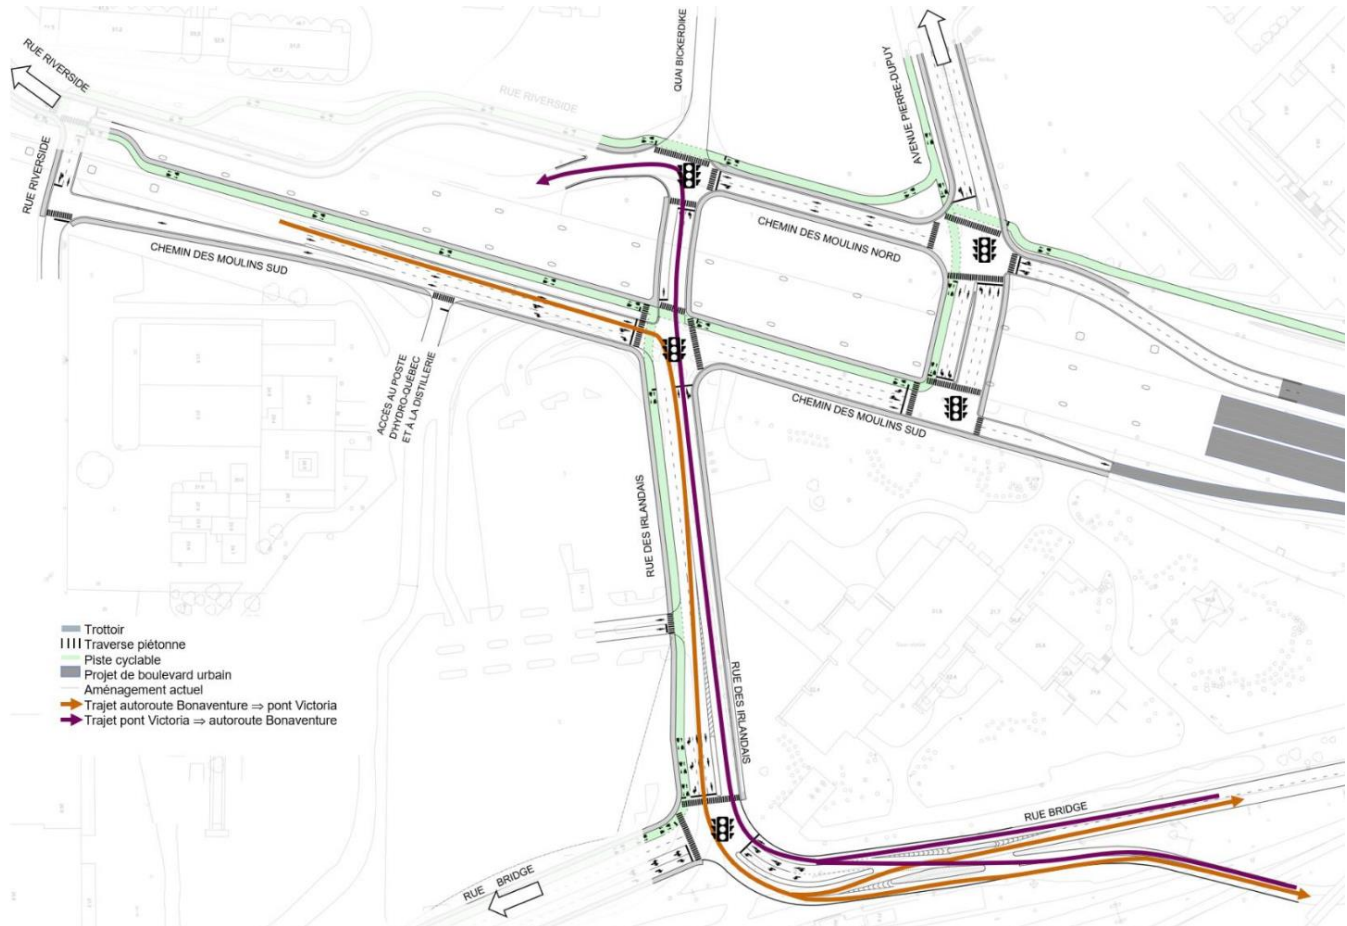 RUE RIVERSIDE
RUE RIVERSIDE
QUAI BICKERDIKE
AVENUE PIERRE-DUPUY
RUE RIVERSIDE
CHEMIN DES MOULINS NORD
CHEMIN DES MOULINS SUD
ACCÈS AU POSTE
D'HYDRO-QUÉBEC
ET À LA DISTILLERIE
CHEMIN DES MOULINS SUD
RUE DES IRLANDAIS
Trottoir
Traverse piétonne
Piste cyclable
Projet de boulevard urbain
Aménagement actuel
Trajet autoroute Bonaventure ⇒ pont Victoria
Trajet pont Victoria ⇒ autoroute Bonaventure
RUE DES IRLANDAIS
RUE BRIDGE
RUE BRIDGE